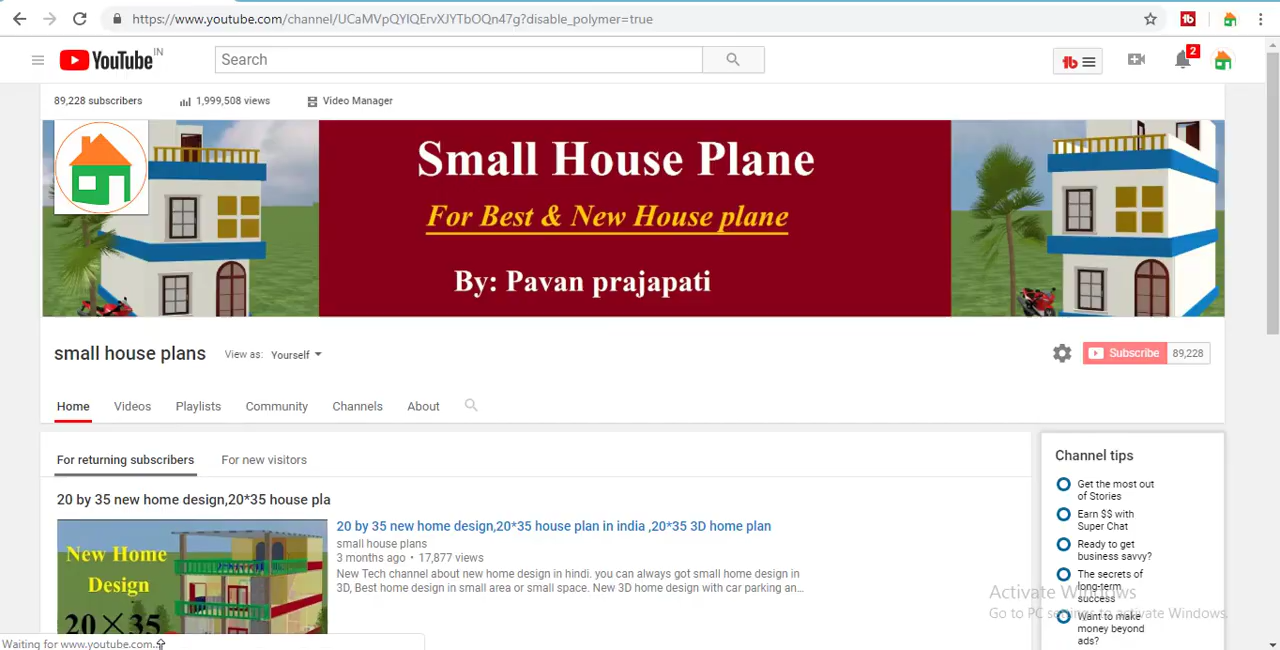 https://www.youtube.com/channel/UCaMVpQYlQErvXJYTbOQn47g?disable_polymer=true
YouTube IN
Search
2
89,228 subscribers
1,999,508 views
Video Manager
Small House Plane
For Best & New House plane
By: Pavan prajapati
small house plans
View as: Yourself
Subscribe 89,228
Home Videos Playlists Community Channels About
For returning subscribers For new visitors
20 by 35 new home design,20*35 house pla
New Home
Design
20×35
20 by 35 new home design,20*35 house plan in india ,20*35 3D home plan
small house plans
3 months ago • 17,877 views
New Tech channel about new home design in hindi. you can always got small home design in
3D, Best home design in small area or small space. New 3D home design with car parking an...
Channel tips
Get the most out
of Stories
Earn $$ with
Super Chat
Ready to get
business savvy?
The secrets of
long-term
success
Want to make
money beyond
ads?
Activate Windows
Go to PC settings to activate Windows.
Waiting for www.youtube.com...